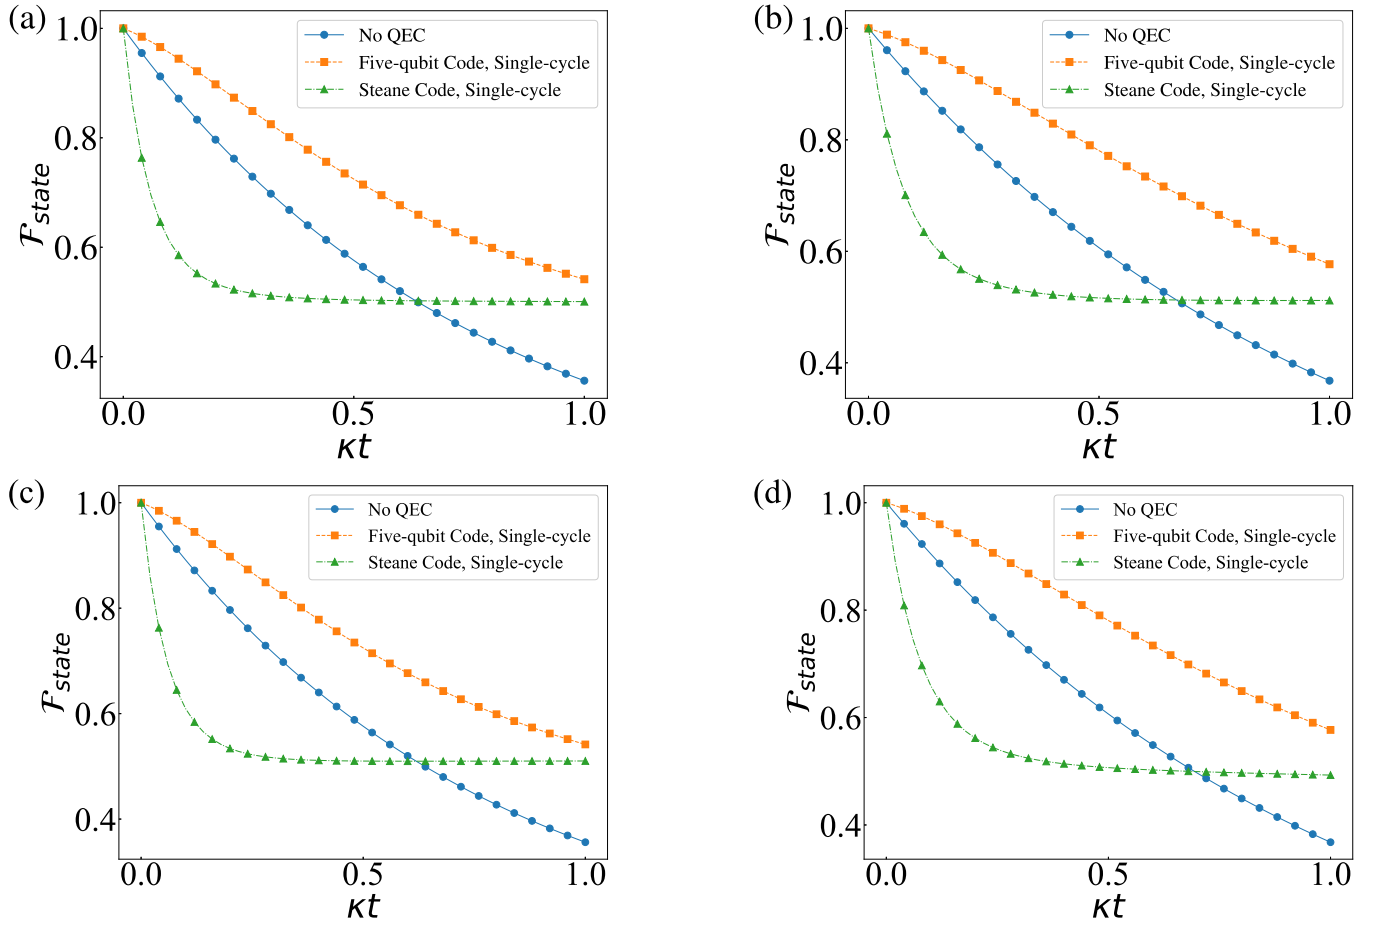 (a)
1.0
0.8
0.6
0.4
0.0 0.5 1.0
κt
ℱstate
No QEC
Five-qubit Code, Single-cycle
Steane Code, Single-cycle
(b)
1.0
0.8
0.6
0.4
0.0 0.5 1.0
κt
ℱstate
No QEC
Five-qubit Code, Single-cycle
Steane Code, Single-cycle
(c)
1.0
0.8
0.6
0.4
0.0 0.5 1.0
κt
ℱstate
No QEC
Five-qubit Code, Single-cycle
Steane Code, Single-cycle
(d)
1.0
0.8
0.6
0.4
0.0 0.5 1.0
κt
ℱstate
No QEC
Five-qubit Code, Single-cycle
Steane Code, Single-cycle